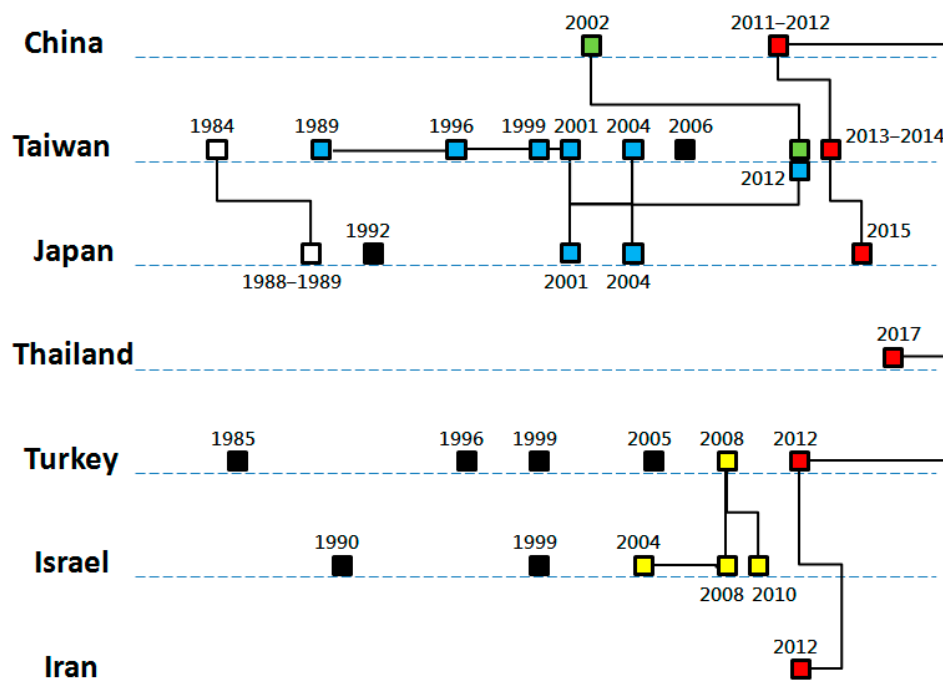 China 2002 2011–2012
Taiwan 1984 1989 1996 1999 2001 2004 2006 2013–2014
2012
Japan 1992 2015
1988–1989 2001 2004
Thailand 2017
Turkey 1985 1996 1999 2005 2008 2012
Israel 1990 1999 2004
2008 2010
Iran 2012